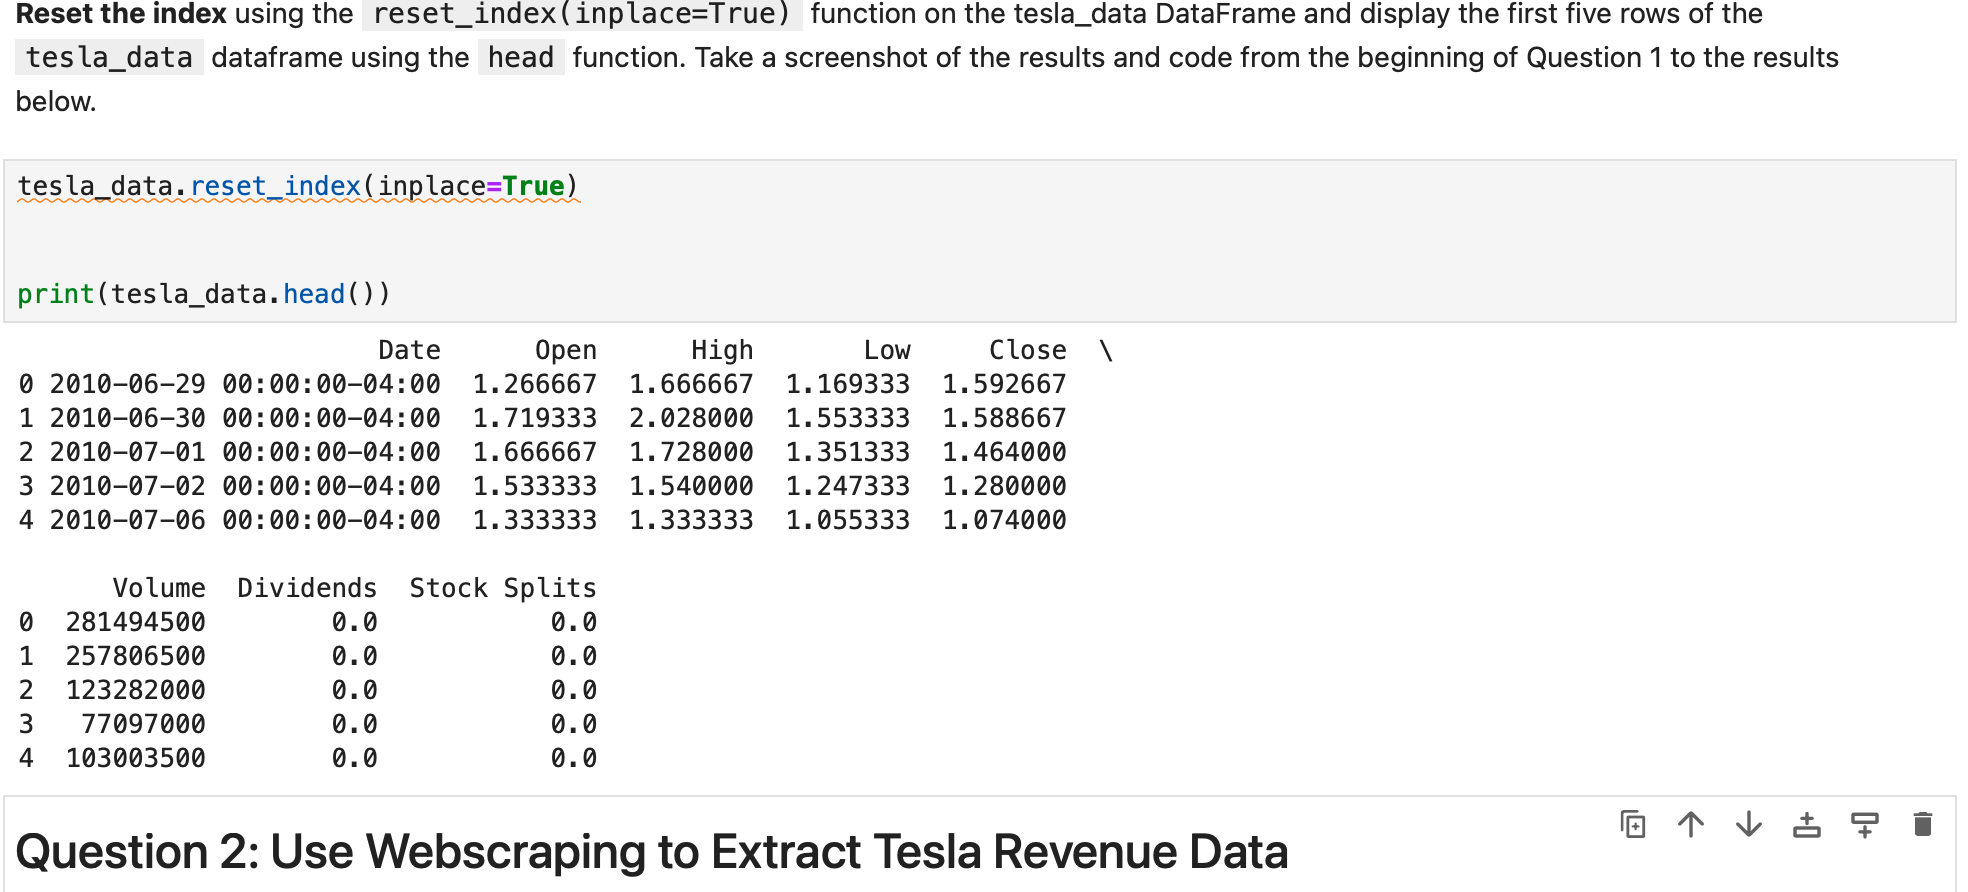 Reset the index using the reset_index(inplace=True) function on the tesla_data DataFrame and display the first five rows of the
tesla_data dataframe using the head function. Take a screenshot of the results and code from the beginning of Question 1 to the results
below.
tesla_data.reset_index(inplace=True)
print(tesla_data.head())
                       Date      Open      High       Low     Close  \
0 2010-06-29 00:00:00-04:00  1.266667  1.666667  1.169333  1.592667
1 2010-06-30 00:00:00-04:00  1.719333  2.028000  1.553333  1.588667
2 2010-07-01 00:00:00-04:00  1.666667  1.728000  1.351333  1.464000
3 2010-07-02 00:00:00-04:00  1.533333  1.540000  1.247333  1.280000
4 2010-07-06 00:00:00-04:00  1.333333  1.333333  1.055333  1.074000
      Volume  Dividends  Stock Splits
0  281494500        0.0           0.0
1  257806500        0.0           0.0
2  123282000        0.0           0.0
3   77097000        0.0           0.0
4  103003500        0.0           0.0
Question 2: Use Webscraping to Extract Tesla Revenue Data